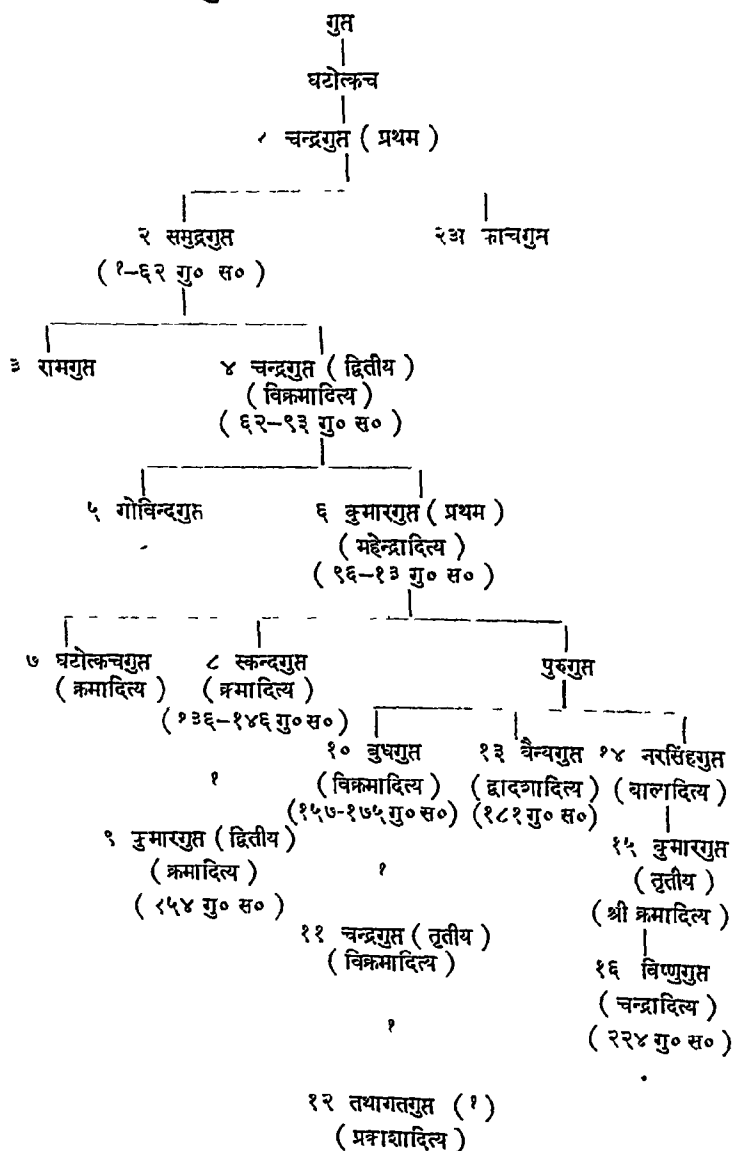 गुप्त
घटोत्कच
१ चन्द्रगुप्त ( प्रथम )
२ समुद्रगुप्त
२अ काचगुप्त
( १–६२ गु० स० )
३ रामगुप्त
४ चन्द्रगुप्त ( द्वितीय )
(विक्रमादित्य )
( ६२–९३ गु० स० )
५ गोविन्दगुप्त
६ कुमारगुप्त ( प्रथम )
(महेन्द्रादित्य )
( ९६–१३ गु० स० )
७ घटोत्कचगुप्त
(क्रमादित्य )
८ स्कन्दगुप्त
(क्रमादित्य )
(१३६–१४६ गु० स०)
पुरुगुप्त
१० बुधगुप्त
(विक्रमादित्य )
(१५७-१७५ गु० स०)
१३ वैन्यगुप्त
(द्वादशादित्य )
(१८१ गु० स०)
१४ नरसिंहगुप्त
(बालादित्य )
?
९ कुमारगुप्त ( द्वितीय )
(क्रमादित्य )
( १५४ गु० स० )
१५ कुमारगुप्त
(तृतीय )
(श्री क्रमादित्य )
?
११ चन्द्रगुप्त ( तृतीय )
(विक्रमादित्य )
१६ विष्णुगुप्त
( चन्द्रादित्य )
( २२४ गु० स० )
?
१२ तथागतगुप्त (?)
( प्रकाशादित्य )